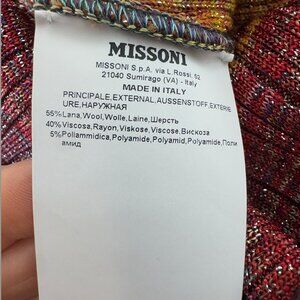 MISSONI
MISSONI S.p.A. via L.Rossi, 52
21040 Sumirago (VA) - Italy
MADE IN ITALY
PRINCIPALE,EXTERNAL,AUSSENSTOFF,EXTERIE
URE,НАРУЖНАЯ
55%Lana,Wool,Wolle,Laine,Шерсть
40%Viscosa,Rayon,Viskose,Viscose,Вискоза
5%Poliammidica,Polyamide,Polyamid,Polyamide,Поли
амид